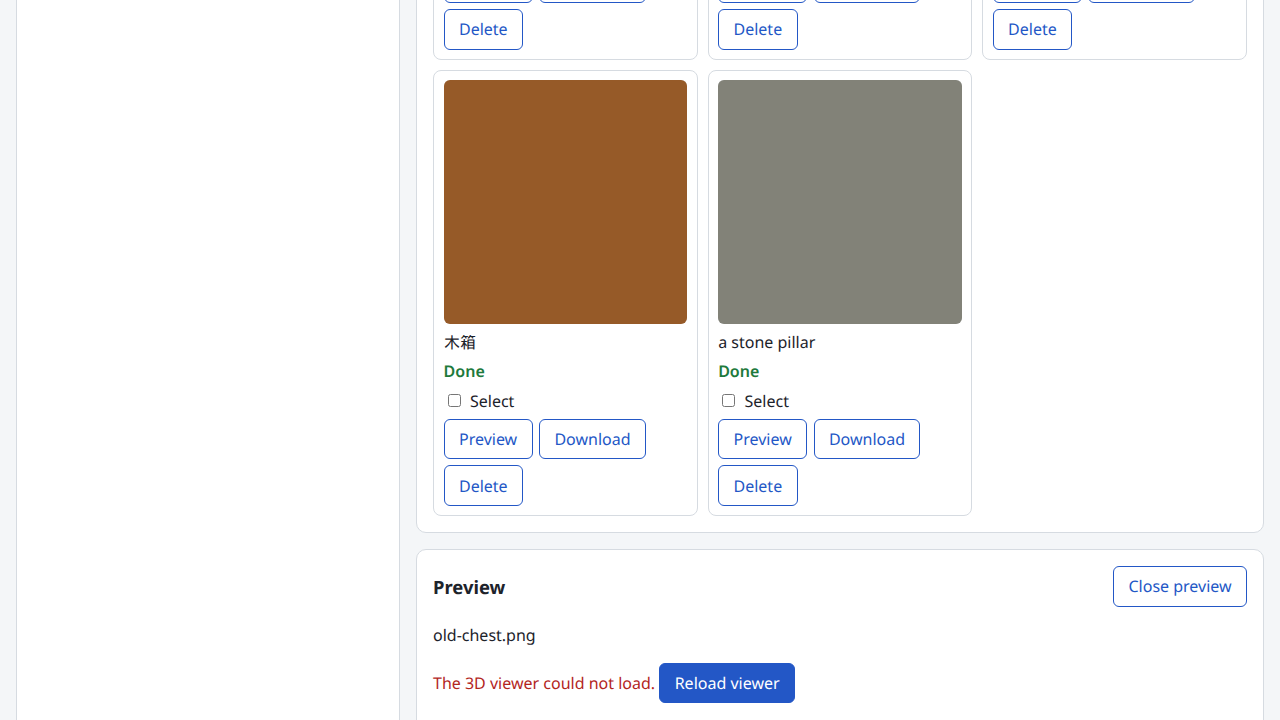 Delete Delete Delete
木箱 a stone pillar
Done Done
Select Select
Preview Download Preview Download
Delete Delete
Preview Close preview
old-chest.png
The 3D viewer could not load. Reload viewer